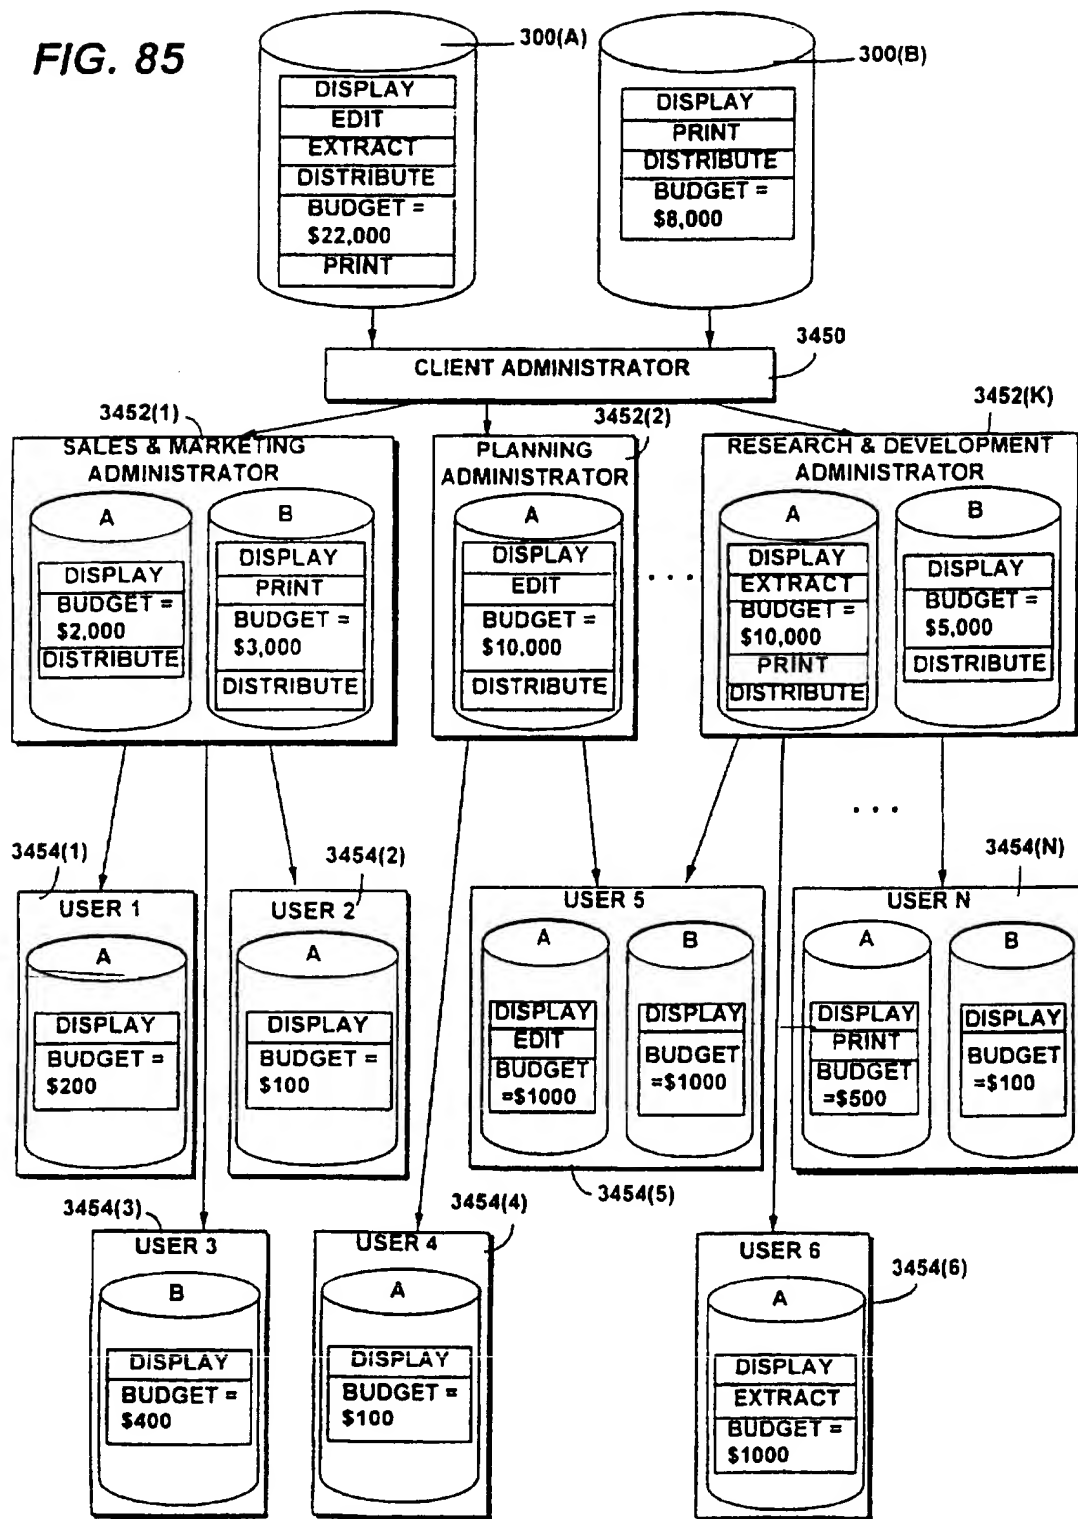 FIG. 85
300(A)
300(B)
DISPLAY
EDIT
EXTRACT
DISTRIBUTE
BUDGET =
$22,000
PRINT
DISPLAY
PRINT
DISTRIBUTE
BUDGET =
$8,000
CLIENT ADMINISTRATOR
3450
3452(1)
SALES & MARKETING
ADMINISTRATOR
A
DISPLAY
BUDGET =
$2,000
DISTRIBUTE
B
DISPLAY
PRINT
BUDGET =
$3,000
DISTRIBUTE
3452(2)
PLANNING
ADMINISTRATOR
A
DISPLAY
EDIT
BUDGET =
$10,000
DISTRIBUTE
. . .
3452(K)
RESEARCH & DEVELOPMENT
ADMINISTRATOR
A
DISPLAY
EXTRACT
BUDGET =
$10,000
PRINT
DISTRIBUTE
B
DISPLAY
BUDGET =
$5,000
DISTRIBUTE
. . .
3454(1)
USER 1
A
DISPLAY
BUDGET =
$200
3454(2)
USER 2
A
DISPLAY
BUDGET =
$100
USER 5
A
DISPLAY
EDIT
BUDGET
=$1000
B
DISPLAY
BUDGET
=$1000
3454(5)
3454(N)
USER N
A
DISPLAY
PRINT
BUDGET
=$500
B
DISPLAY
BUDGET
=$100
3454(3)
USER 3
B
DISPLAY
BUDGET =
$400
3454(4)
USER 4
A
DISPLAY
BUDGET =
$100
3454(6)
USER 6
A
DISPLAY
EXTRACT
BUDGET =
$1000